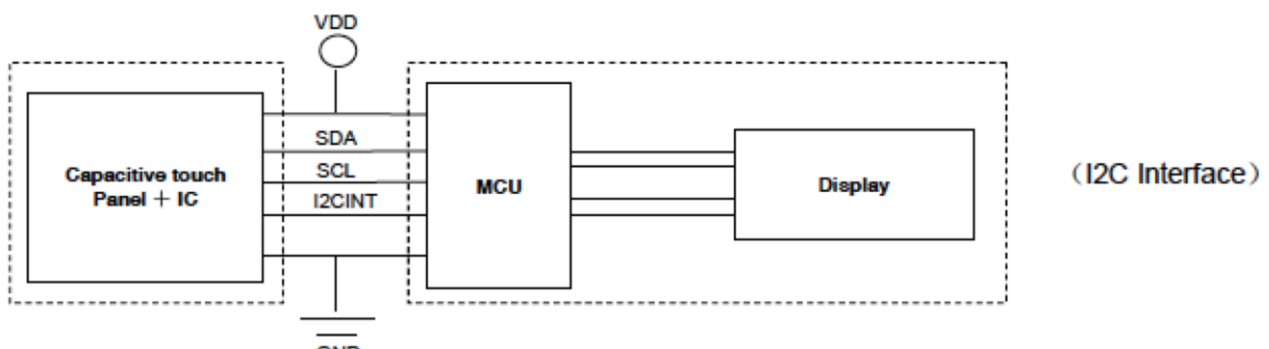 VDD
SDA
SCL
I2CINT
Capacitive touch
Panel + IC
MCU
Display
（I2C Interface）